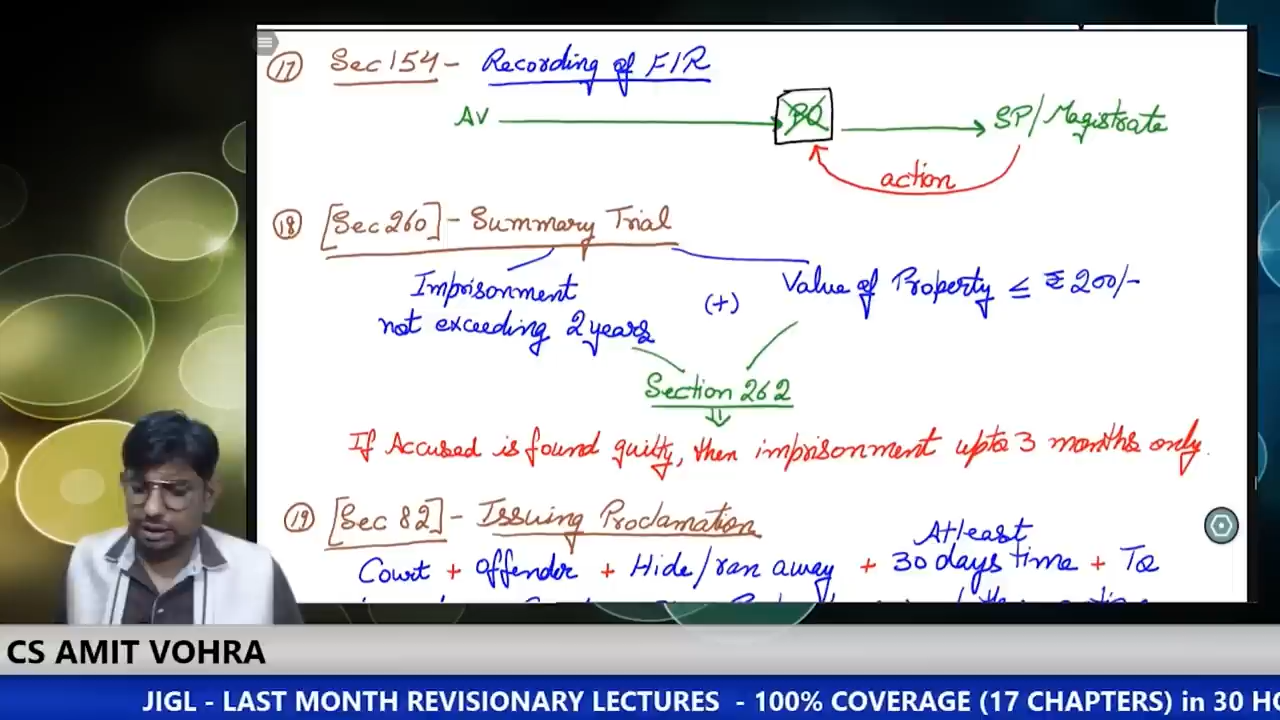 17 Sec 154 - Recording of FIR
AV PO SP/Magistrate
action
18 [Sec 260] - Summary Trial
Imprisonment not exceeding 2 years (+) Value of Property ≤ ₹ 200/-
Section 262
If Accused is found guilty, then imprisonment upto 3 months only.
19 [Sec 82] - Issuing Proclamation
Atleast
Court + offender + Hide/ran away + 30 days time + To
CS AMIT VOHRA
JIGL - LAST MONTH REVISIONARY LECTURES - 100% COVERAGE (17 CHAPTERS) in 30 HO